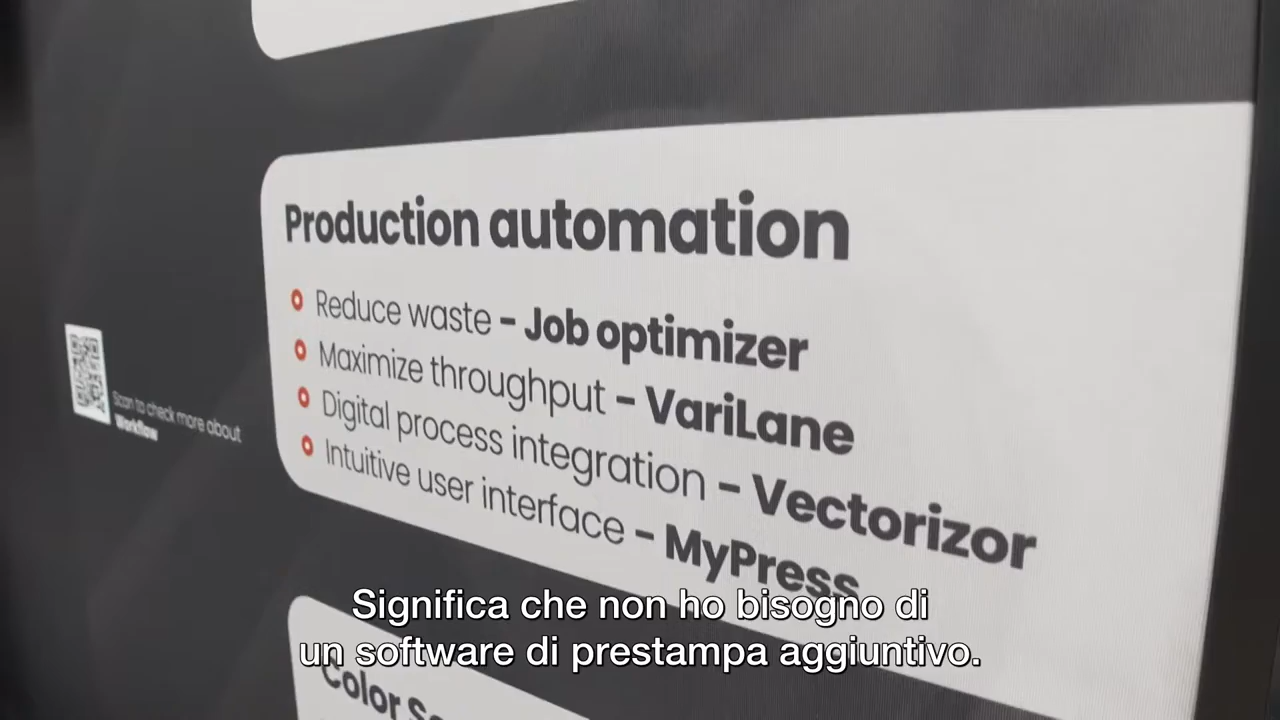 Production automation
Reduce waste – Job optimizer
Maximize throughput – VariLane
Digital process integration – Vectorizor
Intuitive user interface – MyPress
Scan to check more about
Workflow
Significa che non ho bisogno di
un software di prestampa aggiuntivo.
Color